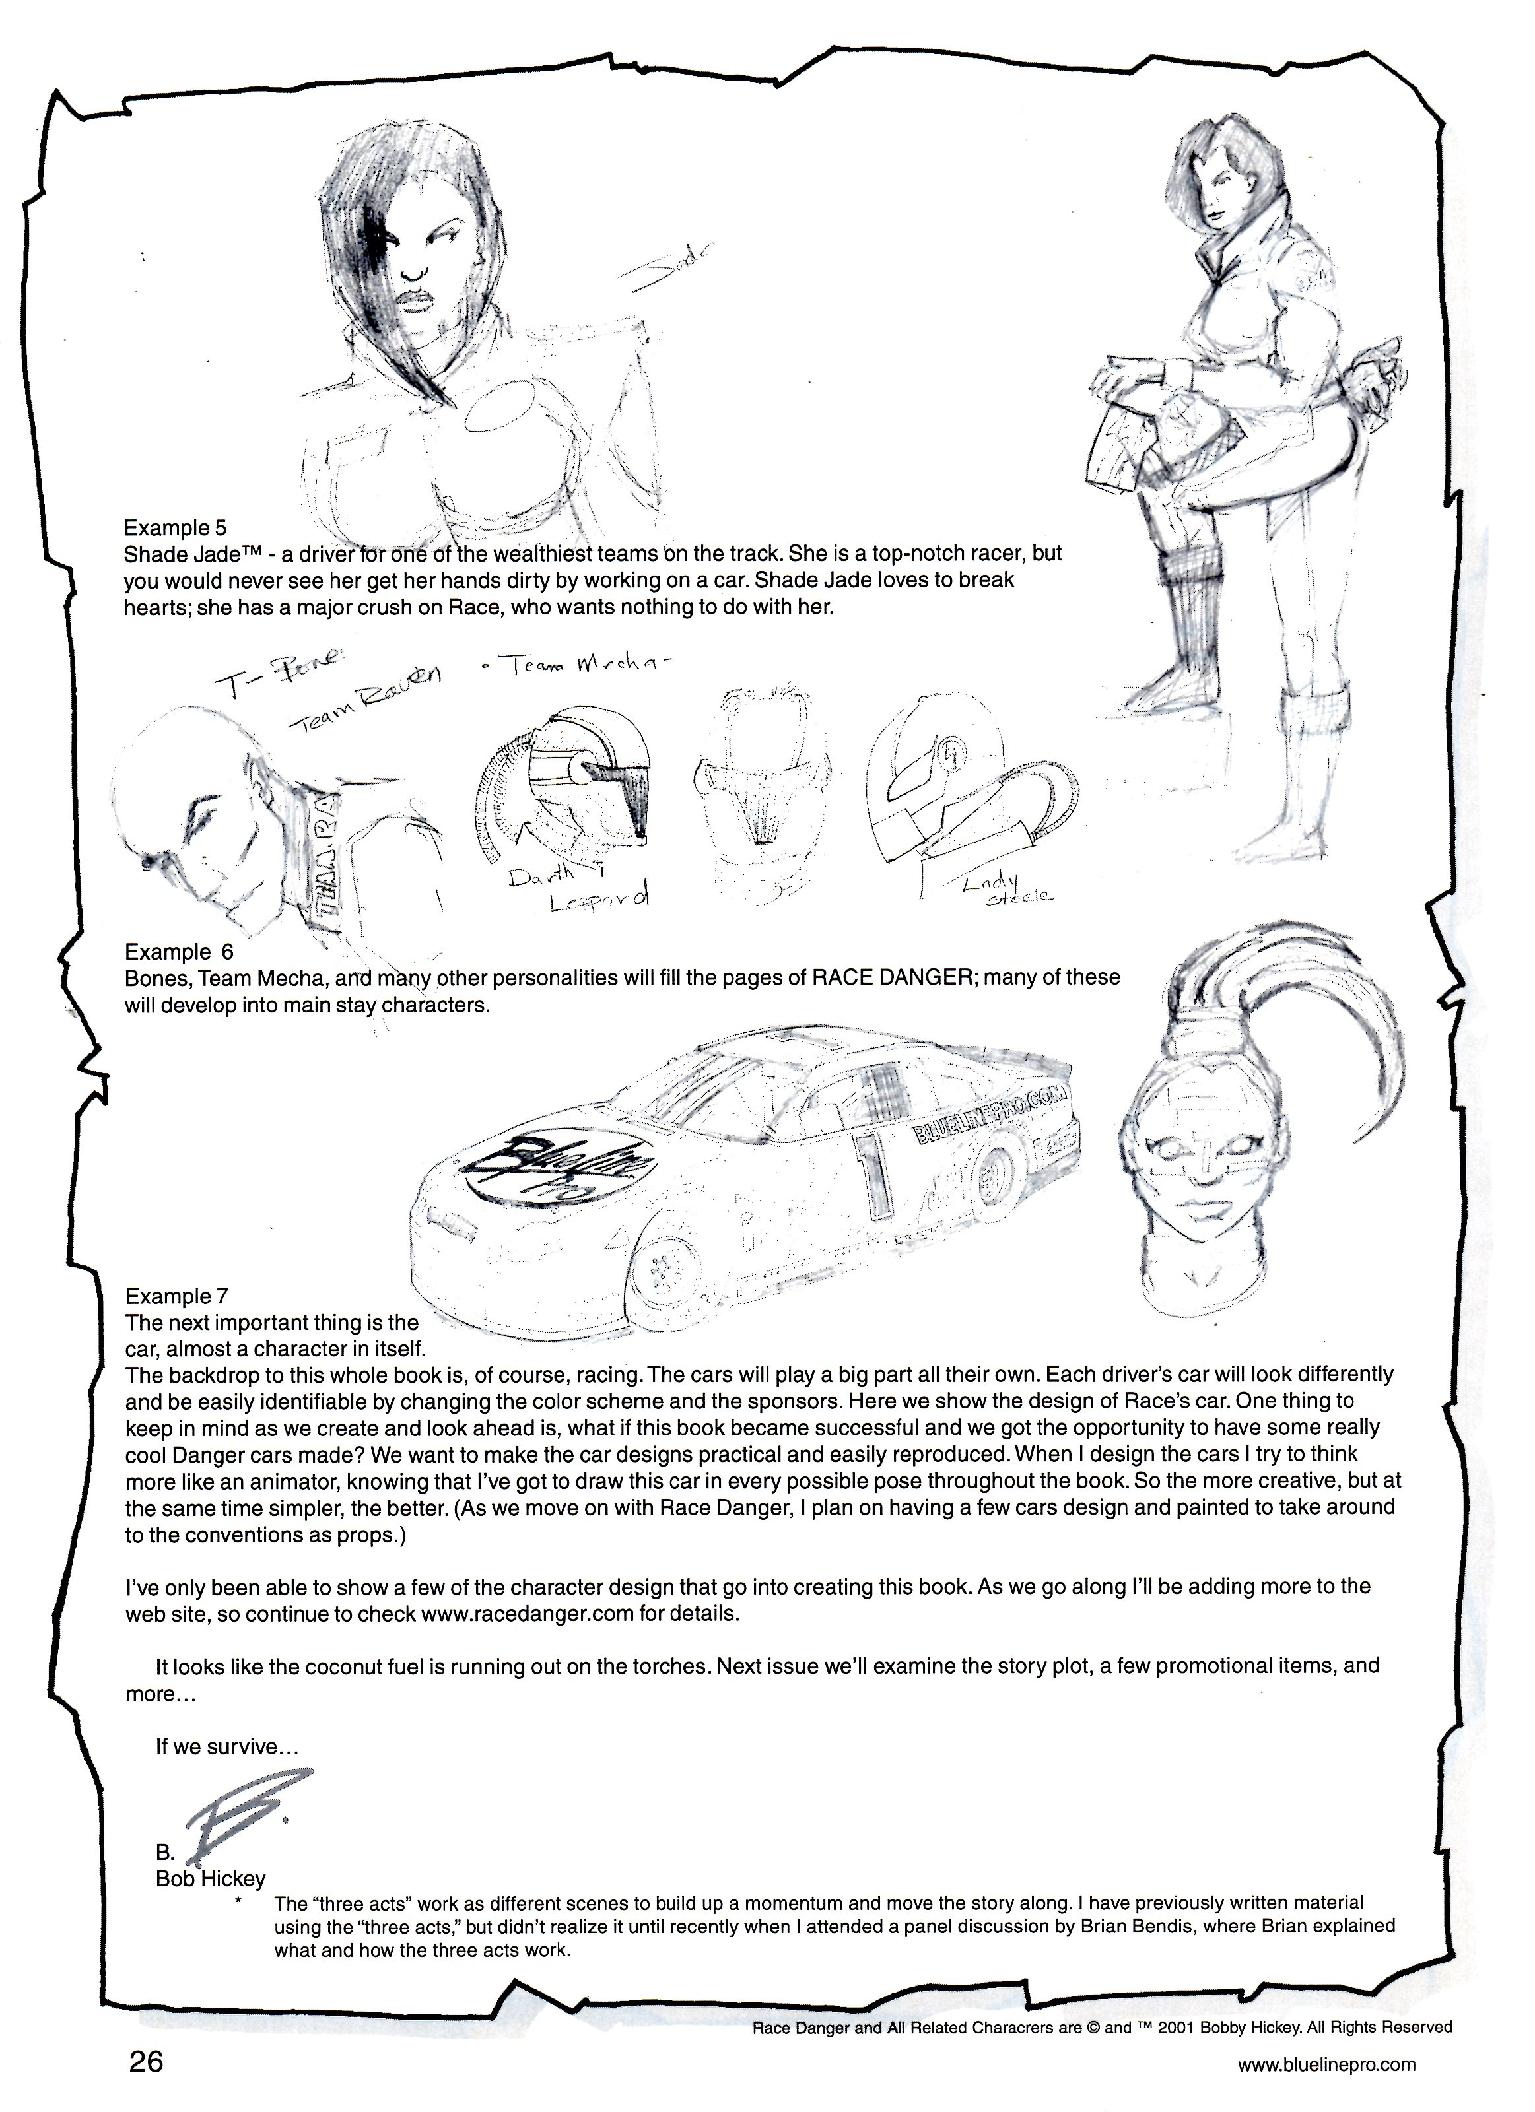 Jade
Example 5
Shade Jade™ - a driver for one of the wealthiest teams on the track. She is a top-notch racer, but
you would never see her get her hands dirty by working on a car. Shade Jade loves to break
hearts; she has a major crush on Race, who wants nothing to do with her.
T-Bone
Team Raven
• Team Mecha -
TEAM RA
Darth
Leopard
Lady
Steele
Example 6
Bones, Team Mecha, and many other personalities will fill the pages of RACE DANGER; many of these
will develop into main stay characters.
Blue line
Pro
1
BLUELINEPRO.COM
Example 7
The next important thing is the
car, almost a character in itself.
The backdrop to this whole book is, of course, racing. The cars will play a big part all their own. Each driver's car will look differently
and be easily identifiable by changing the color scheme and the sponsors. Here we show the design of Race's car. One thing to
keep in mind as we create and look ahead is, what if this book became successful and we got the opportunity to have some really
cool Danger cars made? We want to make the car designs practical and easily reproduced. When I design the cars I try to think
more like an animator, knowing that I've got to draw this car in every possible pose throughout the book. So the more creative, but at
the same time simpler, the better. (As we move on with Race Danger, I plan on having a few cars design and painted to take around
to the conventions as props.)
I've only been able to show a few of the character design that go into creating this book. As we go along I'll be adding more to the
web site, so continue to check www.racedanger.com for details.
It looks like the coconut fuel is running out on the torches. Next issue we'll examine the story plot, a few promotional items, and
more...
If we survive...
B.
B.
Bob Hickey
* The "three acts" work as different scenes to build up a momentum and move the story along. I have previously written material
using the "three acts," but didn't realize it until recently when I attended a panel discussion by Brian Bendis, where Brian explained
what and how the three acts work.
Race Danger and All Related Characrers are © and ™ 2001 Bobby Hickey. All Rights Reserved
26
www.bluelinepro.com